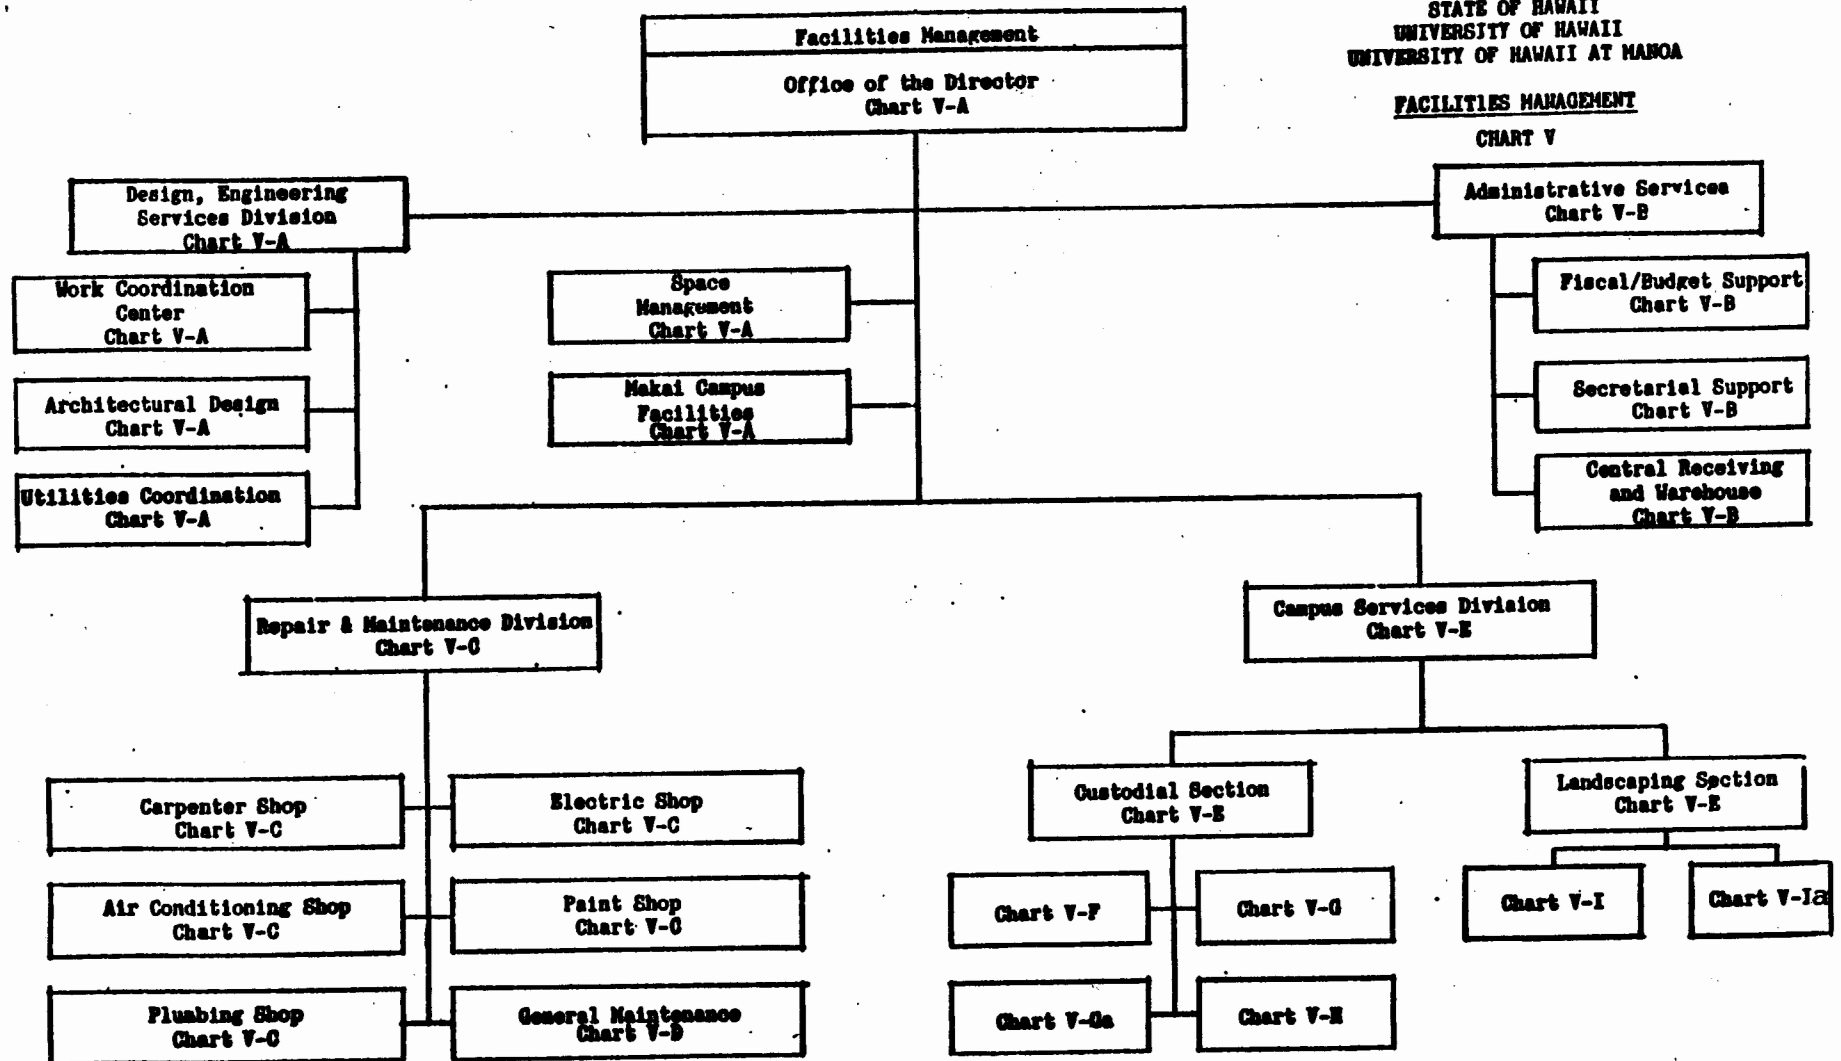 STATE OF HAWAII
UNIVERSITY OF HAWAII
UNIVERSITY OF HAWAII AT MANOA
FACILITIES MANAGEMENT
CHART V
Facilities Management
Office of the Director
Chart V-A
Design, Engineering
Services Division
Chart V-A
Administrative Services
Chart V-B
Work Coordination
Center
Chart V-A
Architectural Design
Chart V-A
Utilities Coordination
Chart V-A
Space
Management
Chart V-A
Makai Campus
Facilities
Chart V-A
Fiscal/Budget Support
Chart V-B
Secretarial Support
Chart V-B
Central Receiving
and Warehouse
Chart V-B
Repair & Maintenance Division
Chart V-C
Campus Services Division
Chart V-E
Carpenter Shop
Chart V-C
Electric Shop
Chart V-C
Air Conditioning Shop
Chart V-C
Paint Shop
Chart V-C
Plumbing Shop
Chart V-C
General Maintenance
Chart V-D
Custodial Section
Chart V-E
Landscaping Section
Chart V-E
Chart V-F
Chart V-G
Chart V-Ga
Chart V-H
Chart V-I
Chart V-Ia